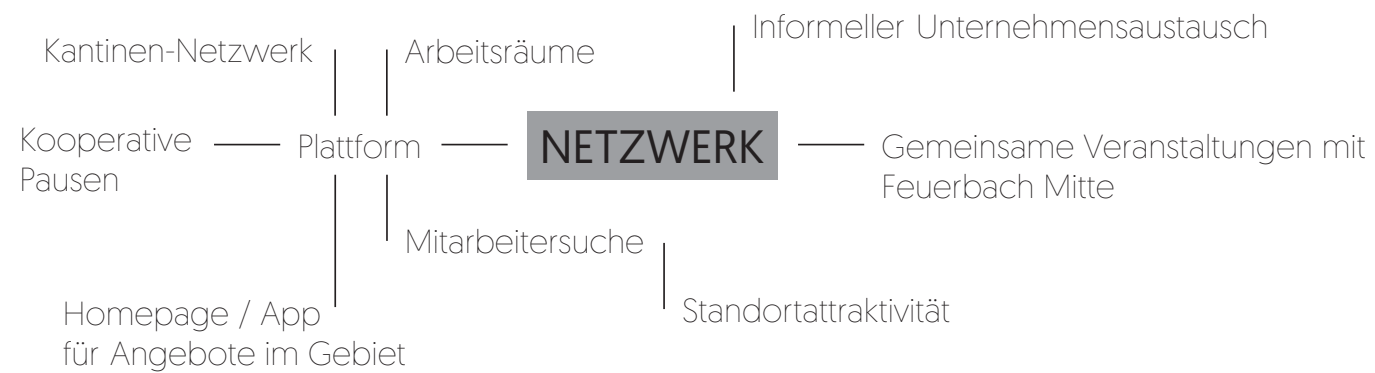 Informeller Unternehmensaustausch
Kantinen-Netzwerk
Arbeitsräume
Kooperative
Pausen
Plattform
NETZWERK
Gemeinsame Veranstaltungen mit
Feuerbach Mitte
Mitarbeitersuche
Homepage / App
für Angebote im Gebiet
Standortattraktivität